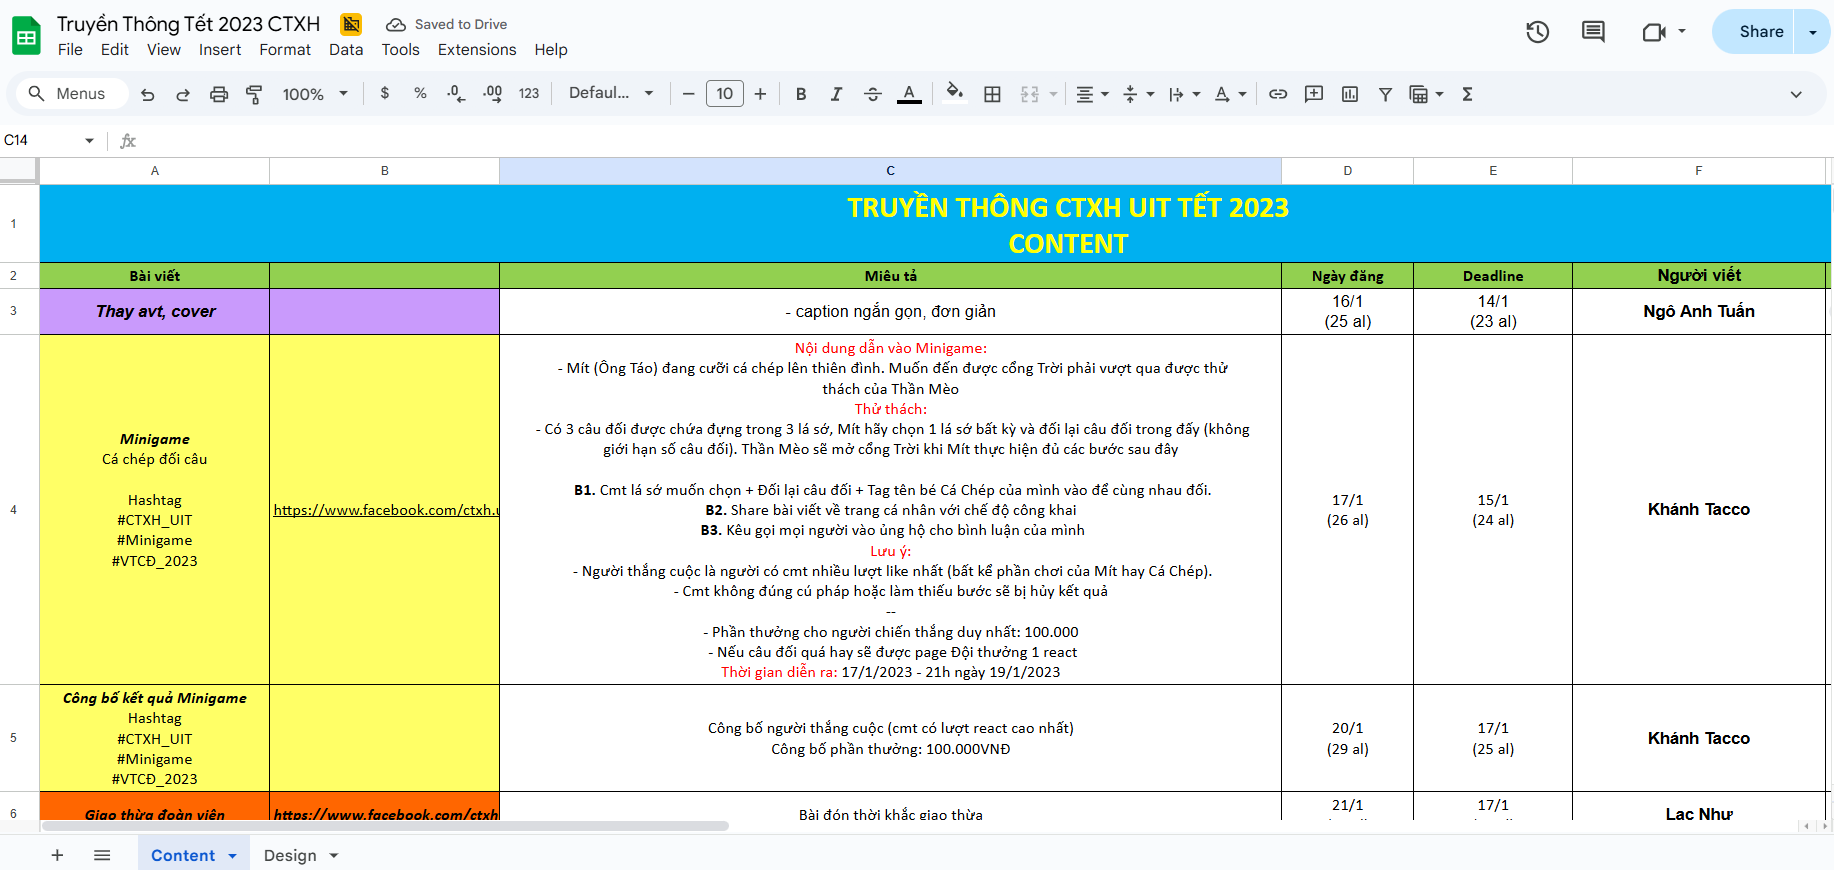 Truyền Thông Tết 2023 CTXH
Saved to Drive
File Edit View Insert Format Data Tools Extensions Help
Share
Menus
100%
$ % .0 .00 123
Defaul...
10
B I A
Σ
C14
fx
A B C D E F
1
TRUYỀN THÔNG CTXH UIT TẾT 2023
CONTENT
2
Bài viết
Miêu tả
Ngày đăng
Deadline
Người viết
3
Thay avt, cover
- caption ngắn gọn, đơn giản
16/1
(25 al)
14/1
(23 al)
Ngô Anh Tuấn
4
Minigame
Cá chép đối câu
Hashtag
#CTXH_UIT
#Minigame
#VTCĐ_2023
https://www.facebook.com/ctxh.u
Nội dung dẫn vào Minigame:
- Mít (Ông Táo) đang cưỡi cá chép lên thiên đình. Muốn đến được cổng Trời phải vượt qua được thử
thách của Thần Mèo
Thử thách:
- Có 3 câu đối được chứa đựng trong 3 lá sớ, Mít hãy chọn 1 lá sớ bất kỳ và đối lại câu đối trong đấy (không
giới hạn số câu đối). Thần Mèo sẽ mở cổng Trời khi Mít thực hiện đủ các bước sau đây
B1. Cmt lá sớ muốn chọn + Đối lại câu đối + Tag tên bé Cá Chép của mình vào để cùng nhau đối.
B2. Share bài viết về trang cá nhân với chế độ công khai
B3. Kêu gọi mọi người vào ủng hộ cho bình luận của mình
Lưu ý:
- Người thắng cuộc là người có cmt nhiều lượt like nhất (bất kể phần chơi của Mít hay Cá Chép).
- Cmt không đúng cú pháp hoặc làm thiếu bước sẽ bị hủy kết quả
--
- Phần thưởng cho người chiến thắng duy nhất: 100.000
- Nếu câu đối quá hay sẽ được page Đội thưởng 1 react
Thời gian diễn ra: 17/1/2023 - 21h ngày 19/1/2023
17/1
(26 al)
15/1
(24 al)
Khánh Tacco
5
Công bố kết quả Minigame
Hashtag
#CTXH_UIT
#Minigame
#VTCĐ_2023
Công bố người thắng cuộc (cmt có lượt react cao nhất)
Công bố phần thưởng: 100.000VNĐ
20/1
(29 al)
17/1
(25 al)
Khánh Tacco
6
Giao thừa đoàn viên
https://www.facebook.com/ctxh
Bài đón thời khắc giao thừa
21/1
17/1
Lạc Như
Content
Design